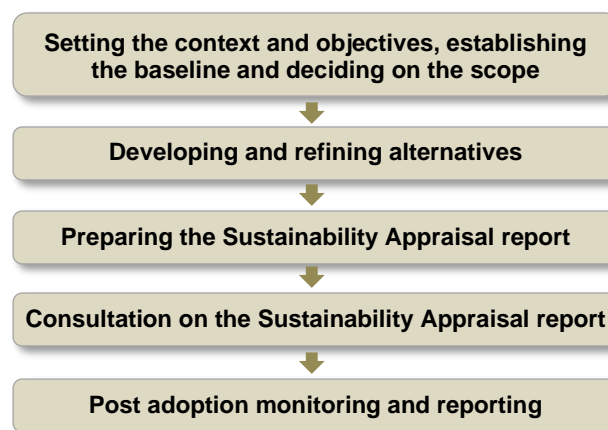 Setting the context and objectives, establishing
the baseline and deciding on the scope
Developing and refining alternatives
Preparing the Sustainability Appraisal report
Consultation on the Sustainability Appraisal report
Post adoption monitoring and reporting